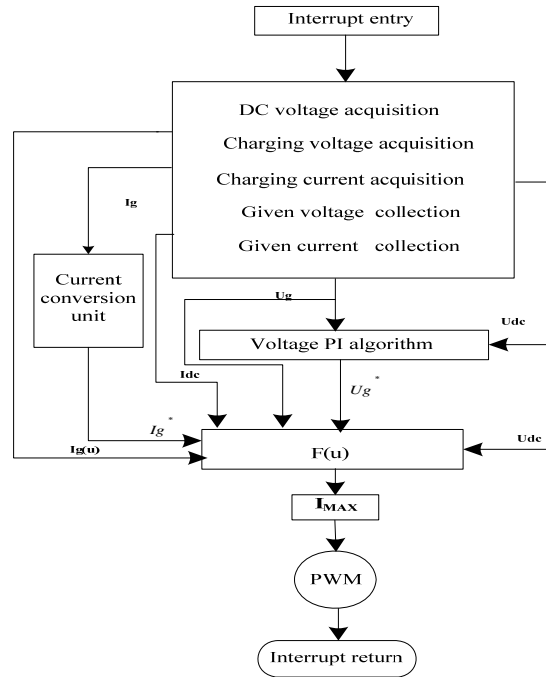 Interrupt entry
DC voltage acquisition
Charging voltage acquisition
Charging current acquisition
Given voltage collection
Given current collection
Ig
Current
conversion
unit
Ug
Udc
Voltage PI algorithm
Idc
Ug*
Ig*
Ig(u)
Udc
F(u)
IMAX
PWM
Interrupt return